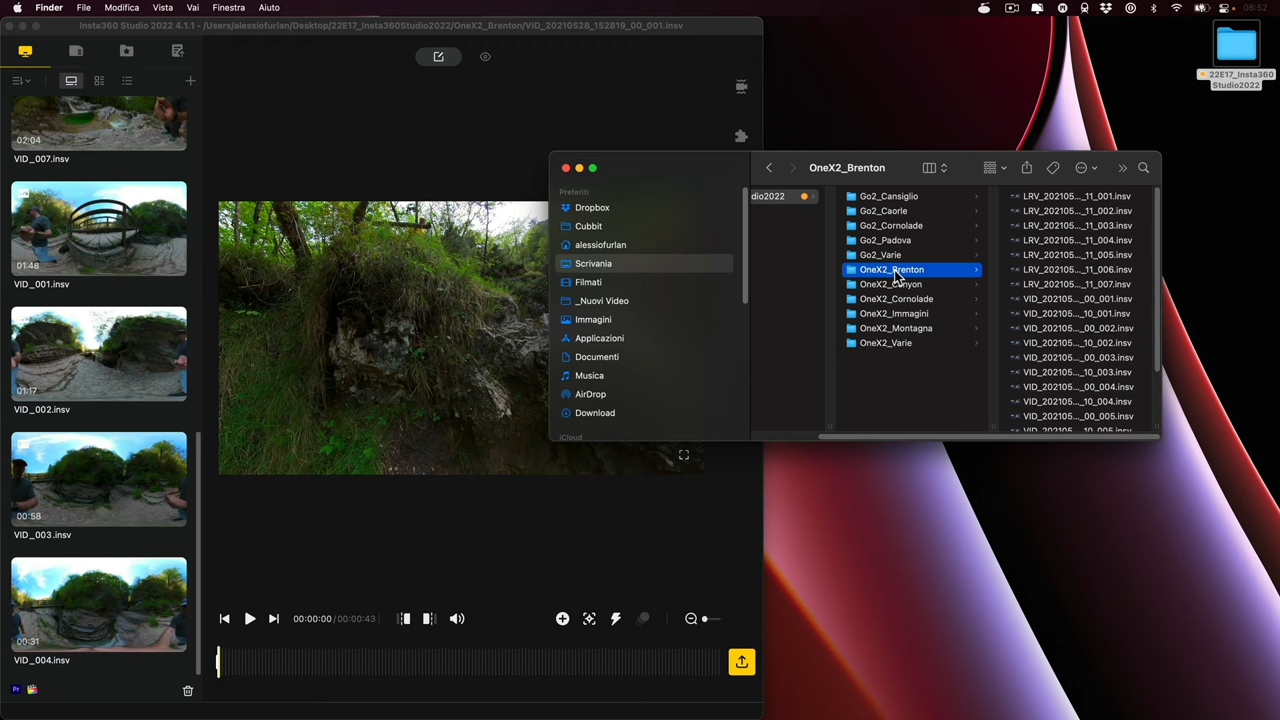 Finder File Modifica Vista Vai Finestra Aiuto 08:52
Insta360 Studio 2022 4.1.1 - /Users/alessiofurlan/Desktop/22E17_Insta360Studio2022/OneX2_Brenton/VID_20210528_152819_00_001.insv
22E17_Insta360
Studio2022
02:04
VID_007.insv
01:48
VID_001.insv
01:17
VID_002.insv
00:58
VID_003.insv
00:31
VID_004.insv
Pr
00:00:00 / 00:00:43
OneX2_Brenton
Preferiti
Dropbox
Cubbit
alessiofurlan
Scrivania
Filmati
_Nuovi Video
Immagini
Applicazioni
Documenti
Musica
AirDrop
Download
iCloud
dio2022
Go2_Cansiglio
Go2_Caorle
Go2_Cornolade
Go2_Padova
Go2_Varie
OneX2_Brenton
OneX2_Canyon
OneX2_Cornolade
OneX2_Immagini
OneX2_Montagna
OneX2_Varie
LRV_202105..._11_001.insv
LRV_202105..._11_002.insv
LRV_202105..._11_003.insv
LRV_202105..._11_004.insv
LRV_202105..._11_005.insv
LRV_202105..._11_006.insv
LRV_202105..._11_007.insv
VID_202105..._00_001.insv
VID_202105..._10_001.insv
VID_202105..._00_002.insv
VID_202105..._10_002.insv
VID_202105..._00_003.insv
VID_202105..._10_003.insv
VID_202105..._00_004.insv
VID_202105..._10_004.insv
VID_202105..._00_005.insv
VID_202105..._10_005.insv